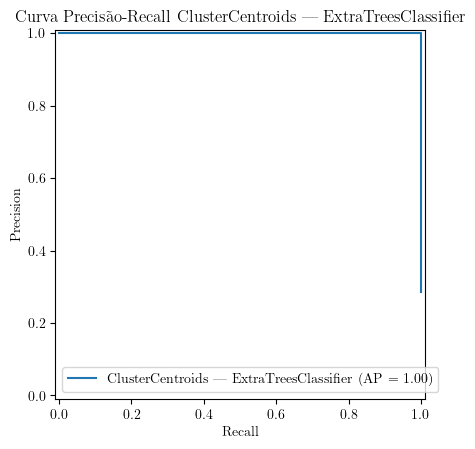 Curva Precisão-Recall ClusterCentroids — ExtraTreesClassifier
1.0
0.8
0.6
0.4
0.2
0.0
Precision
ClusterCentroids — ExtraTreesClassifier (AP = 1.00)
0.0 0.2 0.4 0.6 0.8 1.0
Recall